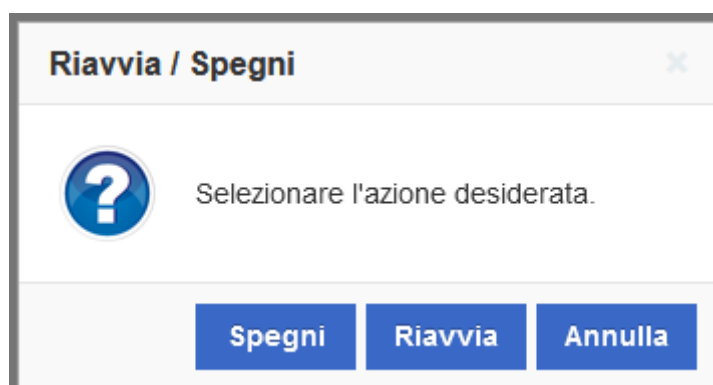 Riavvia / Spegni
Selezionare l'azione desiderata.
Spegni Riavvia Annulla